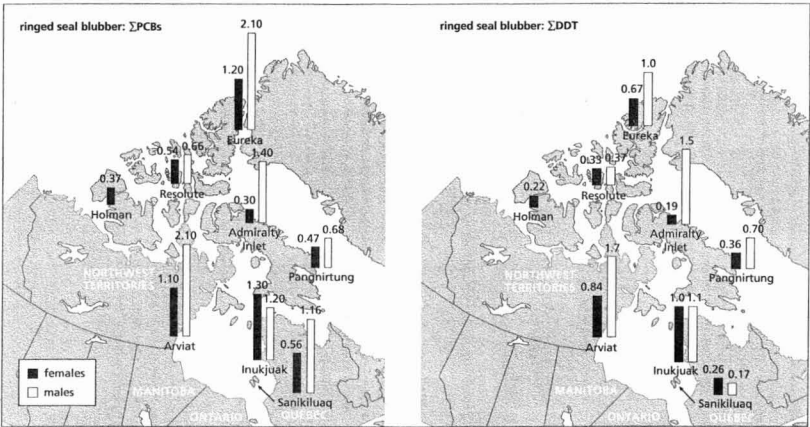 ringed seal blubber: ∑PCBs
2.10
1.20
Eureka
0.54
0.66
Resolute
1.40
0.37
Holman
0.30
Admiralty
Inlet
0.47
0.68
Pangnirtung
2.10
NORTHWEST
TERRITORIES
1.10
Arviat
1.30
1.20
Inukjuak
1.16
0.56
Sanikiluaq
females
males
MANITOBA
ONTARIO
QUEBEC
ringed seal blubber: ∑DDT
1.0
0.67
Eureka
1.5
0.33
0.37
Resolute
0.22
Holman
0.19
Admiralty
Inlet
0.70
0.36
Pangnirtung
1.7
NORTHWEST
TERRITORIES
0.84
Arviat
1.0
1.1
Inukjuak
0.26
0.17
Sanikiluaq
MANITOBA
ONTARIO
QUEBEC